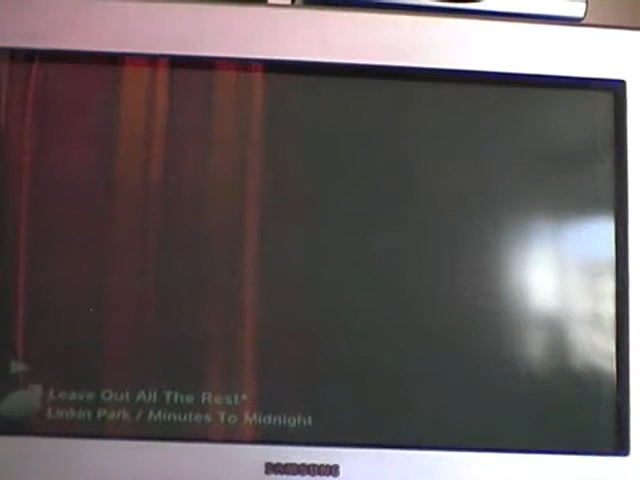 Leave Out All The Rest*
Linkin Park / Minutes To Midnight
SAMSUNG